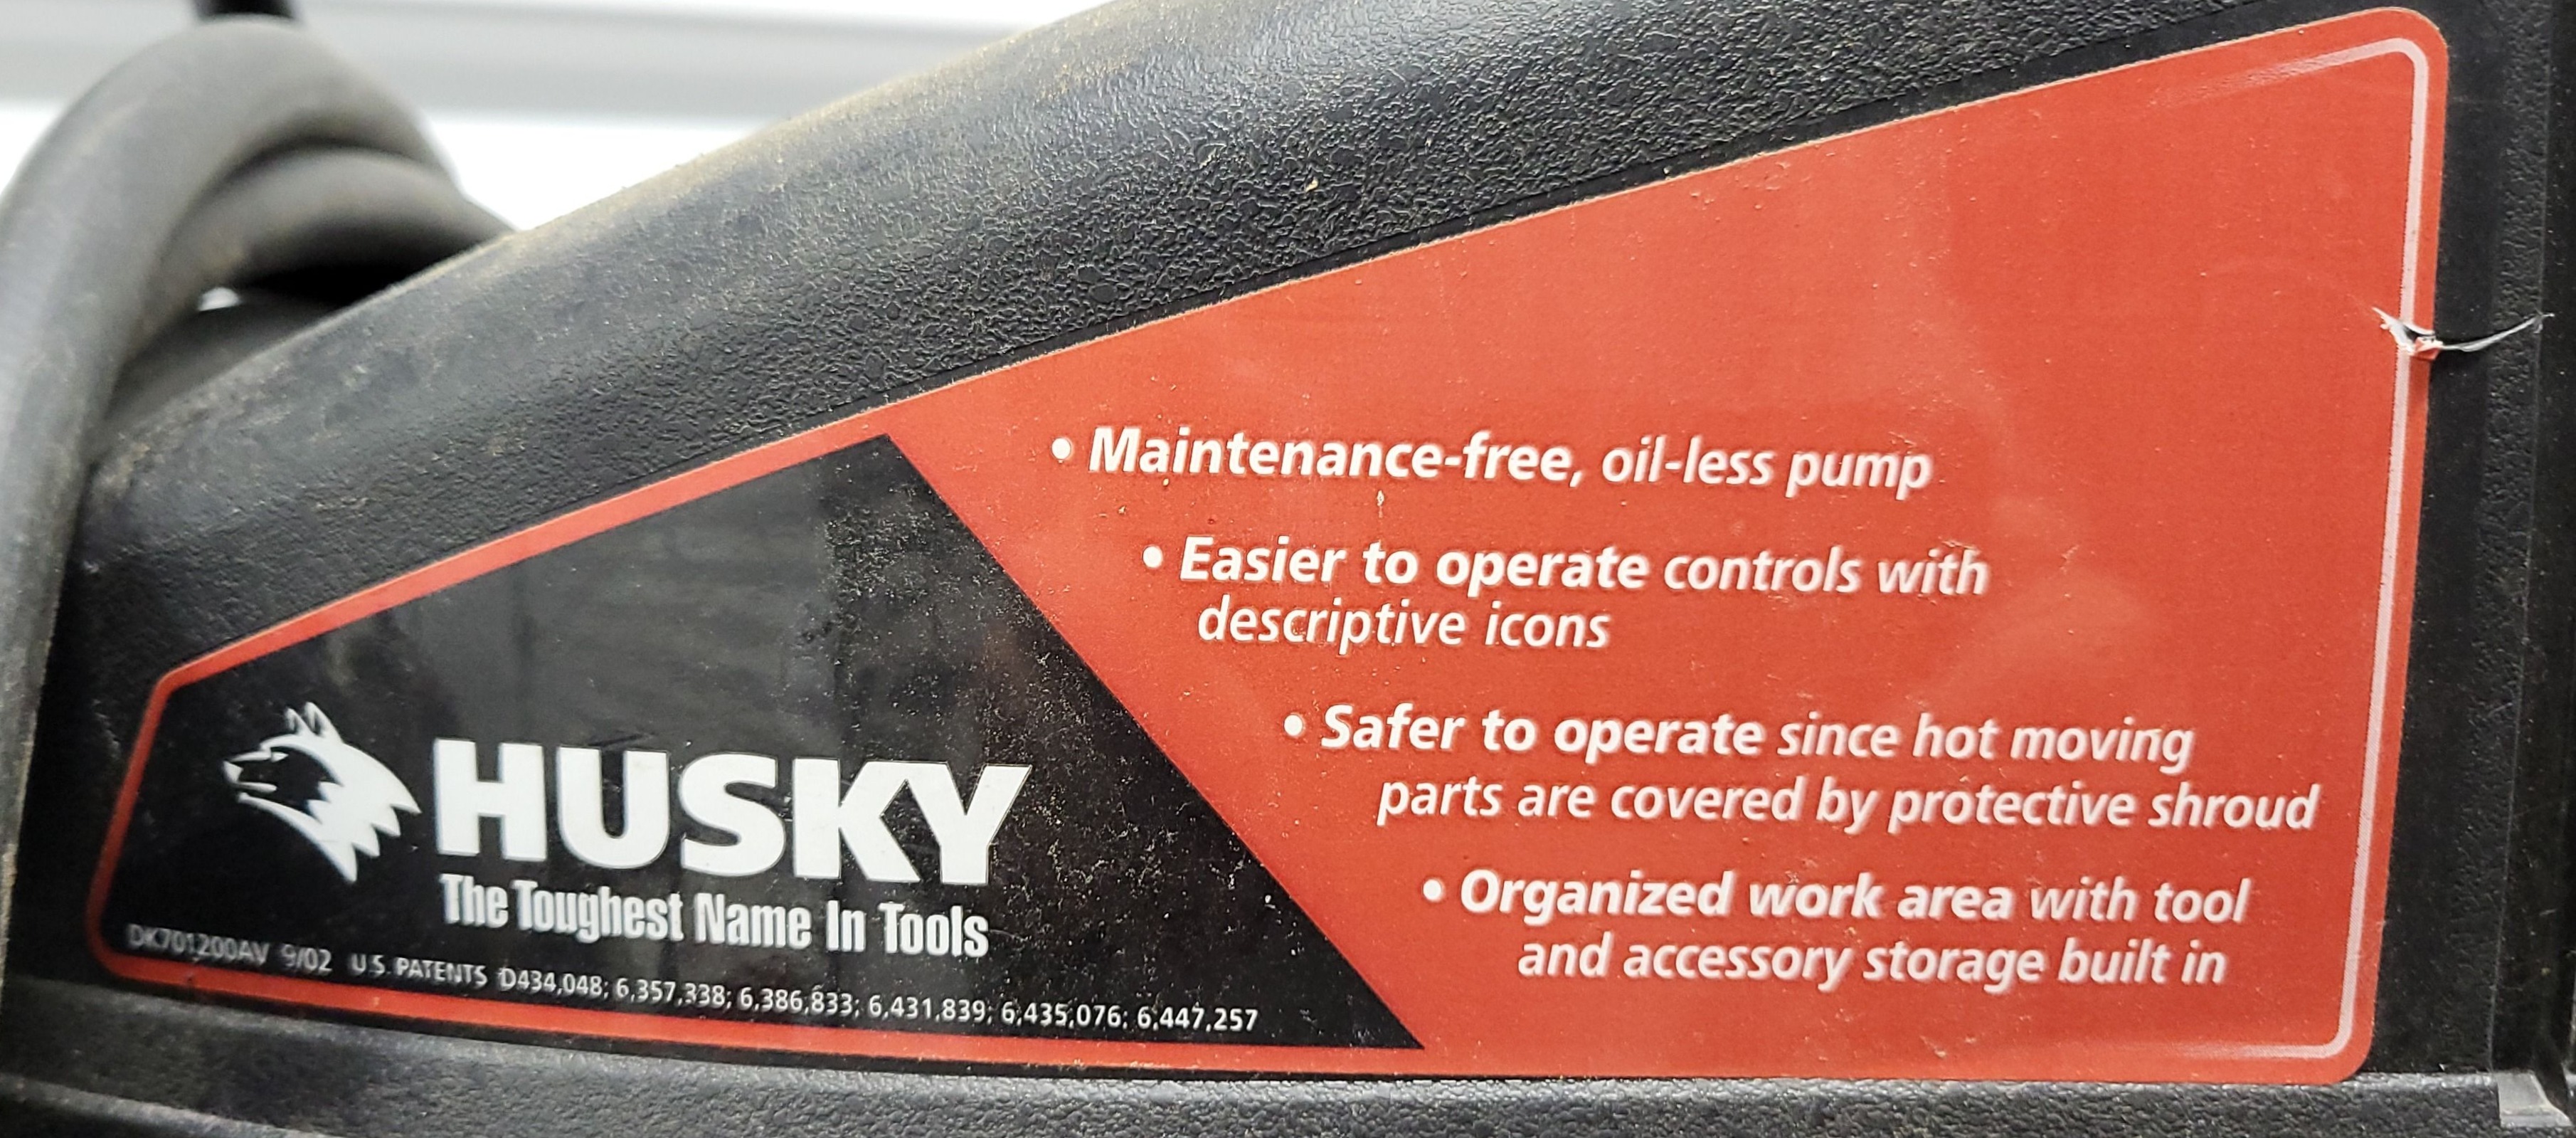 • Maintenance-free, oil-less pump
• Easier to operate controls with
descriptive icons
• Safer to operate since hot moving
parts are covered by protective shroud
• Organized work area with tool
and accessory storage built in
HUSKY
The Toughest Name In Tools
DK701200AV 9/02 U.S. PATENTS D434,048; 6,357,338; 6,386,833; 6,431,839; 6,435,076; 6,447,257